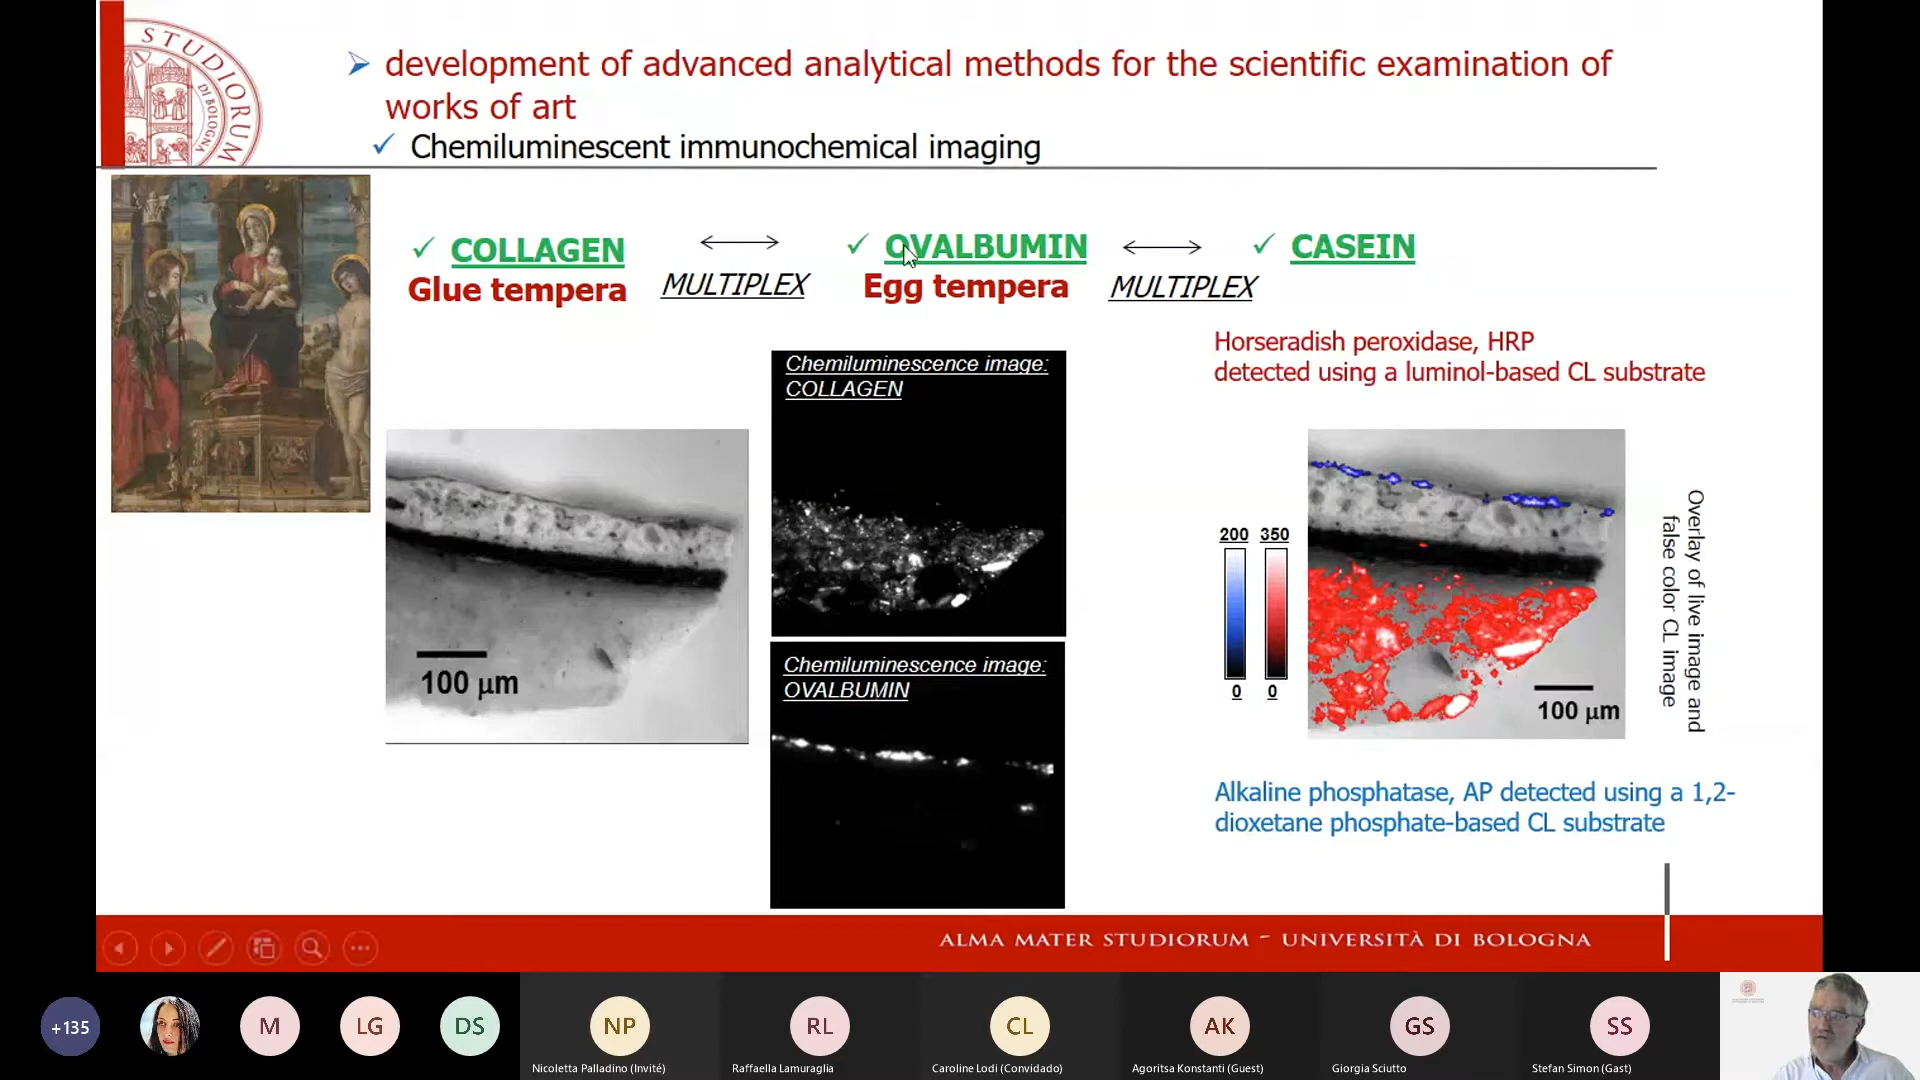 STUDIORUM
DI BOLOGNA
development of advanced analytical methods for the scientific examination of
works of art
Chemiluminescent immunochemical imaging
COLLAGEN
Glue tempera
MULTIPLEX
OVALBUMIN
Egg tempera
MULTIPLEX
CASEIN
Horseradish peroxidase, HRP
detected using a luminol-based CL substrate
Chemiluminescence image:
COLLAGEN
100 µm
Chemiluminescence image:
OVALBUMIN
200 350
0 0
100 µm
Overlay of live image and
false color CL image
Alkaline phosphatase, AP detected using a 1,2-
dioxetane phosphate-based CL substrate
ALMA MATER STUDIORUM - UNIVERSITÀ DI BOLOGNA
+135
M
LG
DS
NP
Nicoletta Palladino (Invité)
RL
Raffaella Lamuraglia
CL
Caroline Lodi (Convidado)
AK
Agoritsa Konstanti (Guest)
GS
Giorgia Sciutto
SS
Stefan Simon (Gast)